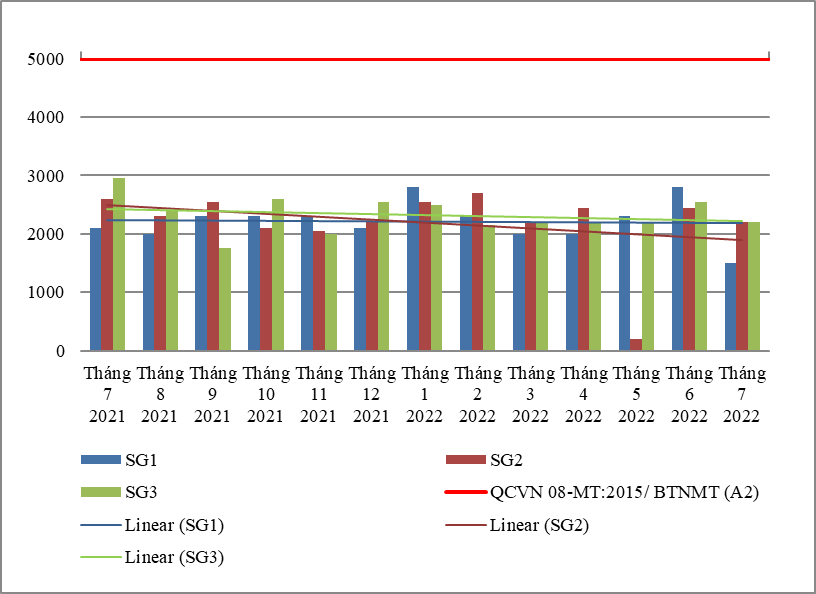 5000
4000
3000
2000
1000
0
Tháng Tháng Tháng Tháng Tháng Tháng Tháng Tháng Tháng Tháng Tháng Tháng Tháng
7 8 9 10 11 12 1 2 3 4 5 6 7
2021 2021 2021 2021 2021 2021 2022 2022 2022 2022 2022 2022 2022
SG1 SG2
SG3 QCVN 08-MT:2015/ BTNMT (A2)
Linear (SG1) Linear (SG2)
Linear (SG3)